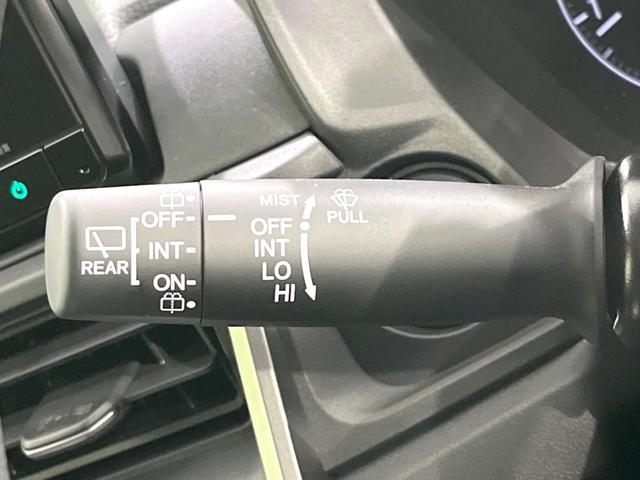 OFF
INT
REAR
ON
MIST
PULL
OFF
INT
LO
HI